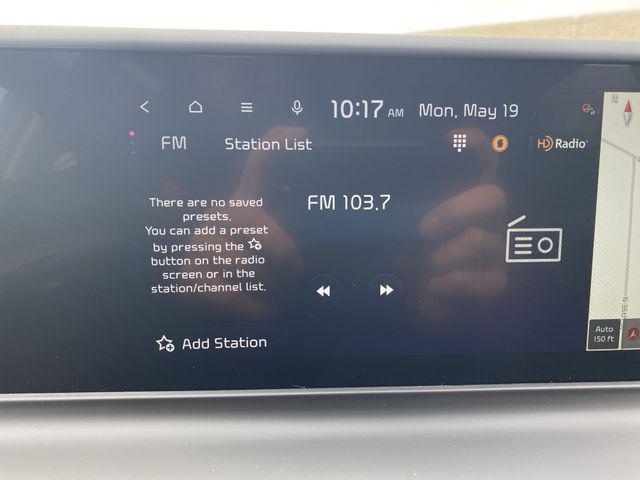 10:17 AM Mon, May 19
FM Station List
HD Radio
There are no saved
presets.
You can add a preset
by pressing the
button on the radio
screen or in the
station/channel list.
FM 103.7
Add Station
N
Auto
150 ft